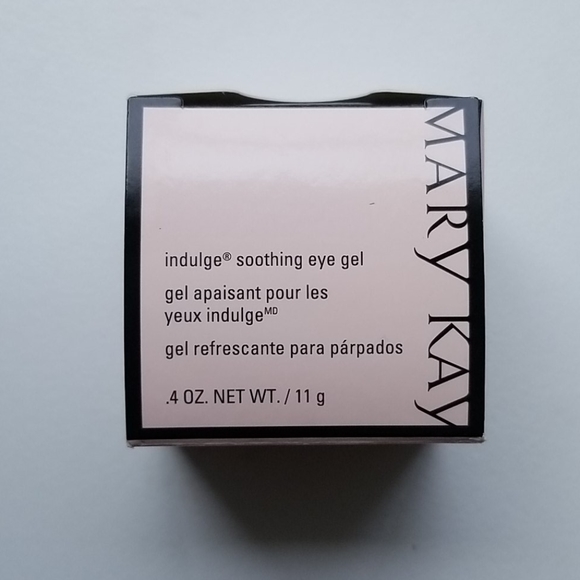 indulge® soothing eye gel
gel apaisant pour les
yeux indulgeMD
gel refrescante para párpados
.4 OZ. NET WT. / 11 g
MARY KAY